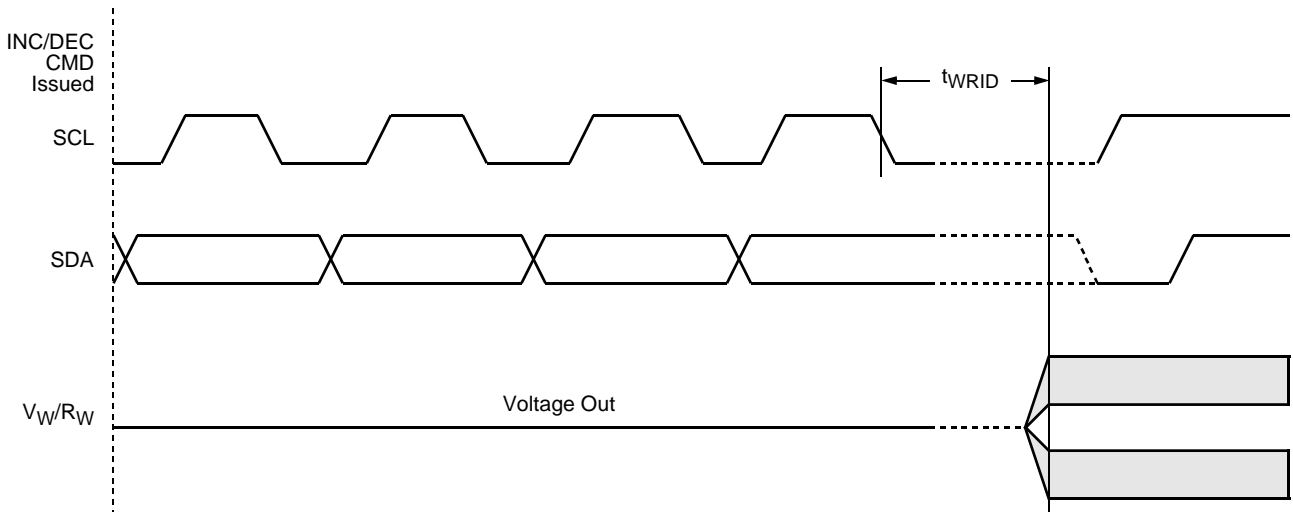 INC/DEC
CMD
Issued
tWRID
SCL
SDA
Voltage Out
VW/RW